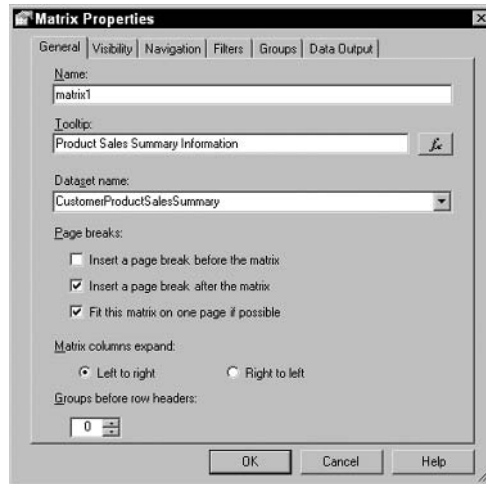 Matrix Properties
General Visibility Navigation Filters Groups Data Output
Name:
matrix1
Tooltip:
Product Sales Summary Information
fx
Dataset name:
CustomerProductSalesSummary
Page breaks:
Insert a page break before the matrix
Insert a page break after the matrix
Fit this matrix on one page if possible
Matrix columns expand:
Left to right Right to left
Groups before row headers:
0
OK Cancel Help